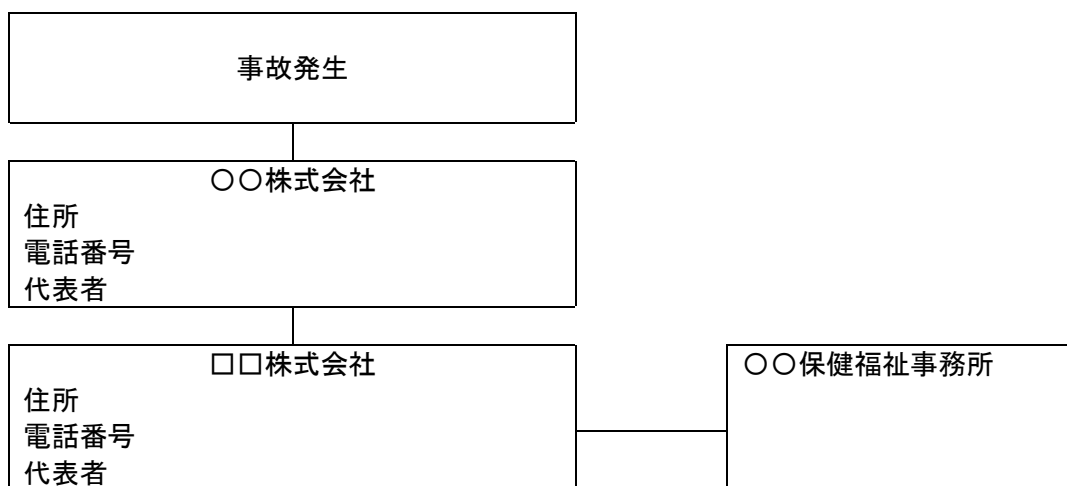 事故発生
〇〇株式会社
住所
電話番号
代表者
□□株式会社
住所
電話番号
代表者
〇〇保健福祉事務所